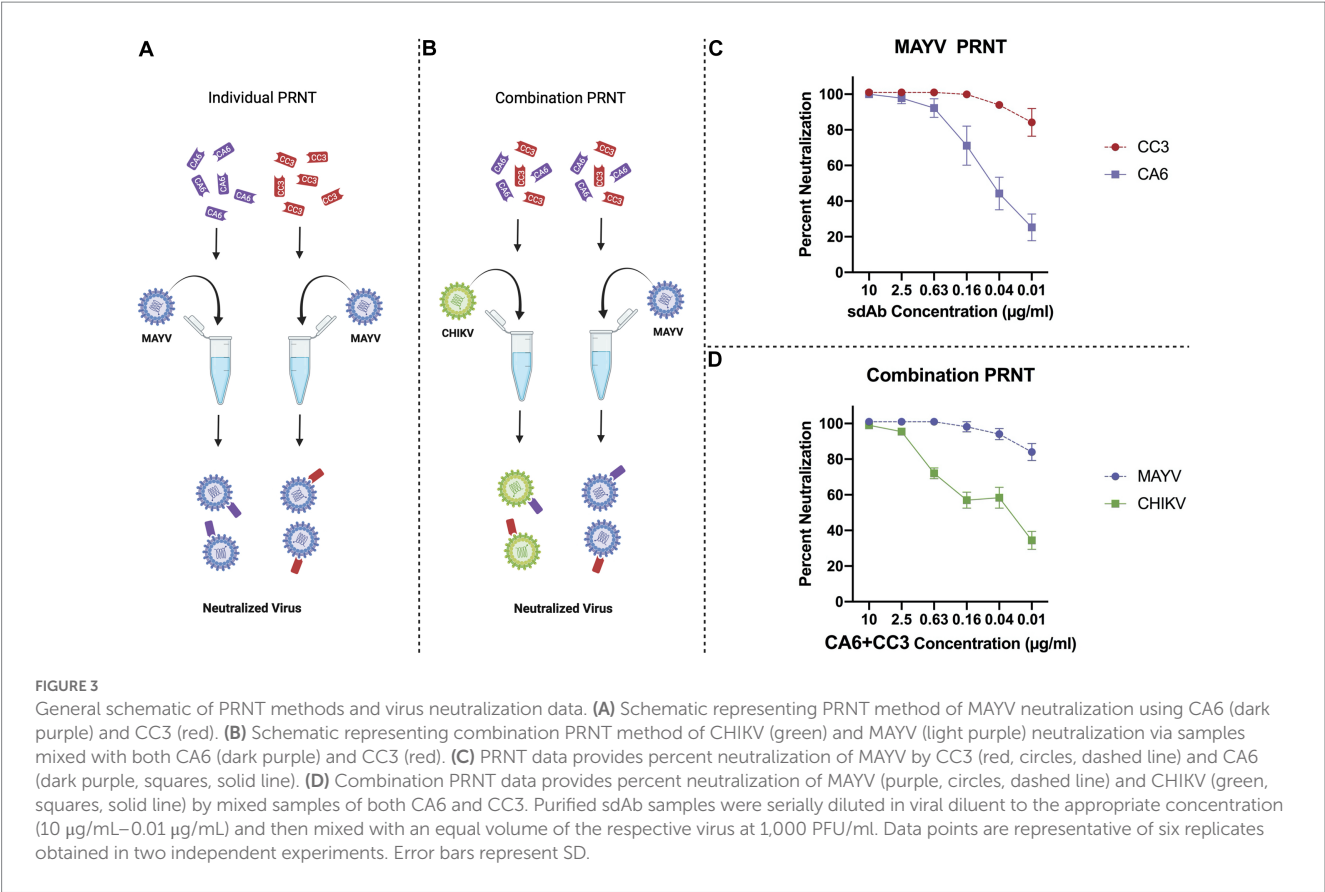 A
Individual PRNT
CA6
CA6
CA6
CA6
CA6
CA6
CC3
CC3
CC3
CC3
CC3
CC3
MAYV
MAYV
Neutralized Virus
B
Combination PRNT
CA6
CC3
CC3
CA6
CA6
CC3
CA6
CC3
CC3
CA6
CA6
CC3
CHIKV
MAYV
Neutralized Virus
C
MAYV PRNT
Percent Neutralization
100
80
60
40
20
0
10 2.5 0.63 0.16 0.04 0.01
sdAb Concentration (µg/ml)
CC3
CA6
D
Combination PRNT
Percent Neutralization
100
80
60
40
20
0
10 2.5 0.63 0.16 0.04 0.01
CA6+CC3 Concentration (µg/ml)
MAYV
CHIKV
FIGURE 3
General schematic of PRNT methods and virus neutralization data. (A) Schematic representing PRNT method of MAYV neutralization using CA6 (dark
purple) and CC3 (red). (B) Schematic representing combination PRNT method of CHIKV (green) and MAYV (light purple) neutralization via samples
mixed with both CA6 (dark purple) and CC3 (red). (C) PRNT data provides percent neutralization of MAYV by CC3 (red, circles, dashed line) and CA6
(dark purple, squares, solid line). (D) Combination PRNT data provides percent neutralization of MAYV (purple, circles, dashed line) and CHIKV (green,
squares, solid line) by mixed samples of both CA6 and CC3. Purified sdAb samples were serially diluted in viral diluent to the appropriate concentration
(10 μg/mL–0.01 μg/mL) and then mixed with an equal volume of the respective virus at 1,000 PFU/ml. Data points are representative of six replicates
obtained in two independent experiments. Error bars represent SD.